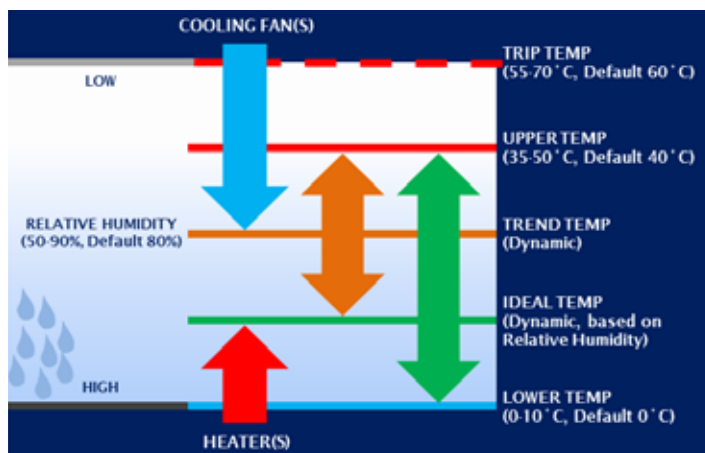 COOLING FAN(S)
TRIP TEMP
(55-70˚C, Default 60˚C)
LOW
UPPER TEMP
(35-50˚C, Default 40˚C)
RELATIVE HUMIDITY
(50-90%, Default 80%)
TREND TEMP
(Dynamic)
IDEAL TEMP
(Dynamic, based on
Relative Humidity)
HIGH
LOWER TEMP
(0-10˚C, Default 0˚C)
HEATER(S)